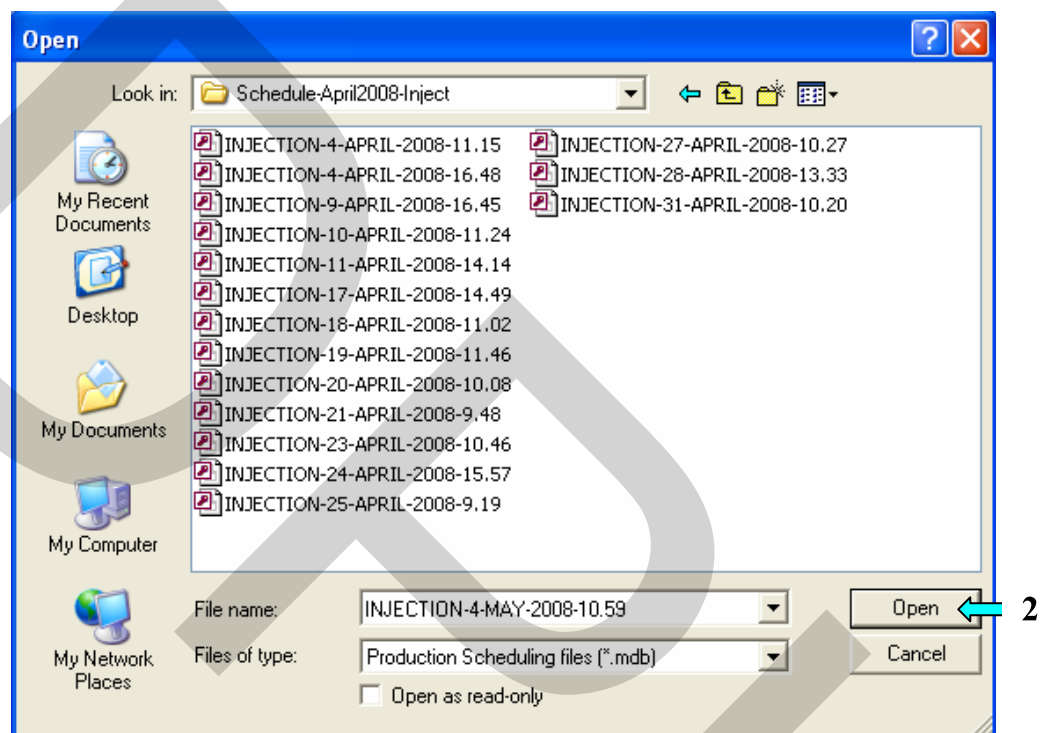 Open
Look in: Schedule-April2008-Inject
My Recent
Documents
Desktop
My Documents
My Computer
My Network
Places
INJECTION-4-APRIL-2008-11.15
INJECTION-4-APRIL-2008-16.48
INJECTION-9-APRIL-2008-16.45
INJECTION-10-APRIL-2008-11.24
INJECTION-11-APRIL-2008-14.14
INJECTION-17-APRIL-2008-14.49
INJECTION-18-APRIL-2008-11.02
INJECTION-19-APRIL-2008-11.46
INJECTION-20-APRIL-2008-10.08
INJECTION-21-APRIL-2008-9.48
INJECTION-23-APRIL-2008-10.46
INJECTION-24-APRIL-2008-15.57
INJECTION-25-APRIL-2008-9.19
INJECTION-27-APRIL-2008-10.27
INJECTION-28-APRIL-2008-13.33
INJECTION-31-APRIL-2008-10.20
File name: INJECTION-4-MAY-2008-10.59 Open 2
Files of type: Production Scheduling files (*.mdb) Cancel
Open as read-only